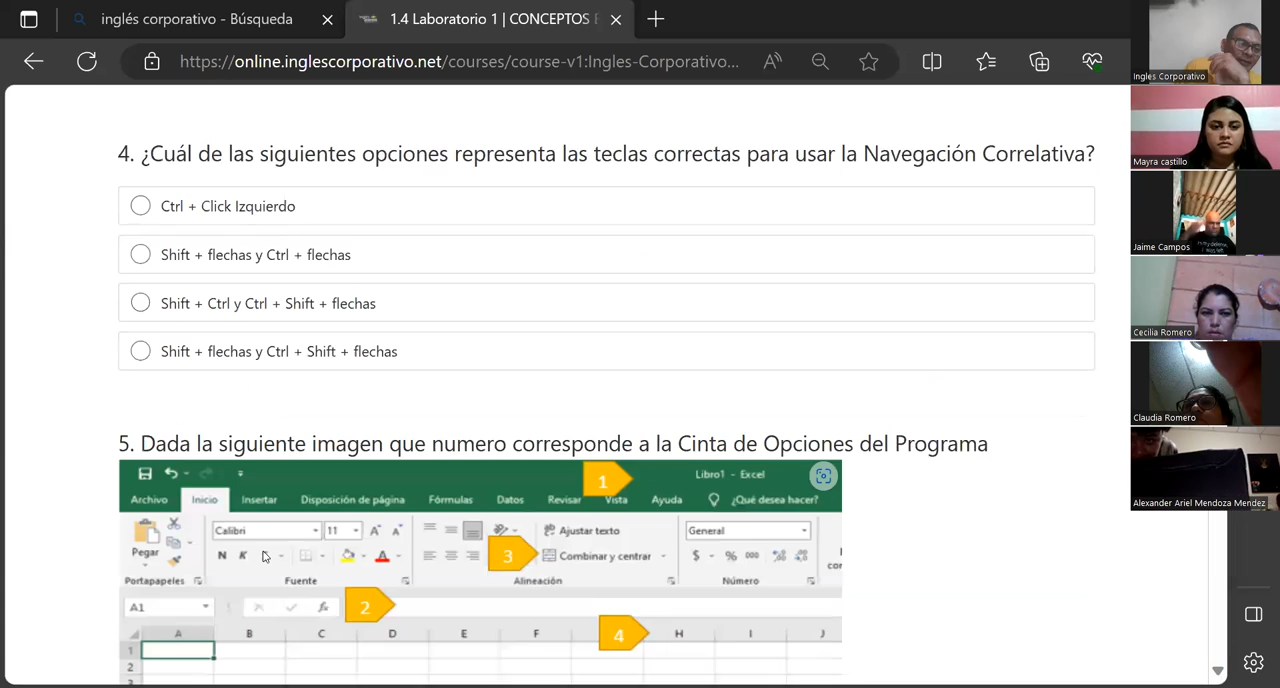 inglés corporativo - Búsqueda
1.4 Laboratorio 1 | CONCEPTOS
https://online.inglescorporativo.net/courses/course-v1:Ingles-Corporativo...
4. ¿Cuál de las siguientes opciones representa las teclas correctas para usar la Navegación Correlativa?
Ctrl + Click Izquierdo
Shift + flechas y Ctrl + flechas
Shift + Ctrl y Ctrl + Shift + flechas
Shift + flechas y Ctrl + Shift + flechas
5. Dada la siguiente imagen que numero corresponde a la Cinta de Opciones del Programa
1
Libro1 - Excel
Archivo Inicio Insertar Disposición de página Fórmulas Datos Revisar Vista Ayuda ¿Qué desea hacer?
Calibri 11 A A Ajustar texto General
Pegar N K A 3 Combinar y centrar $ % 000
Portapapeles Fuente Alineación Número
A1 fx 2
4
A B C D E F H I J
1
2
3
Ingles Corporativo
Mayra castillo
Jaime Campos
Cecilia Romero
Claudia Romero
Alexander Ariel Mendoza Mendez